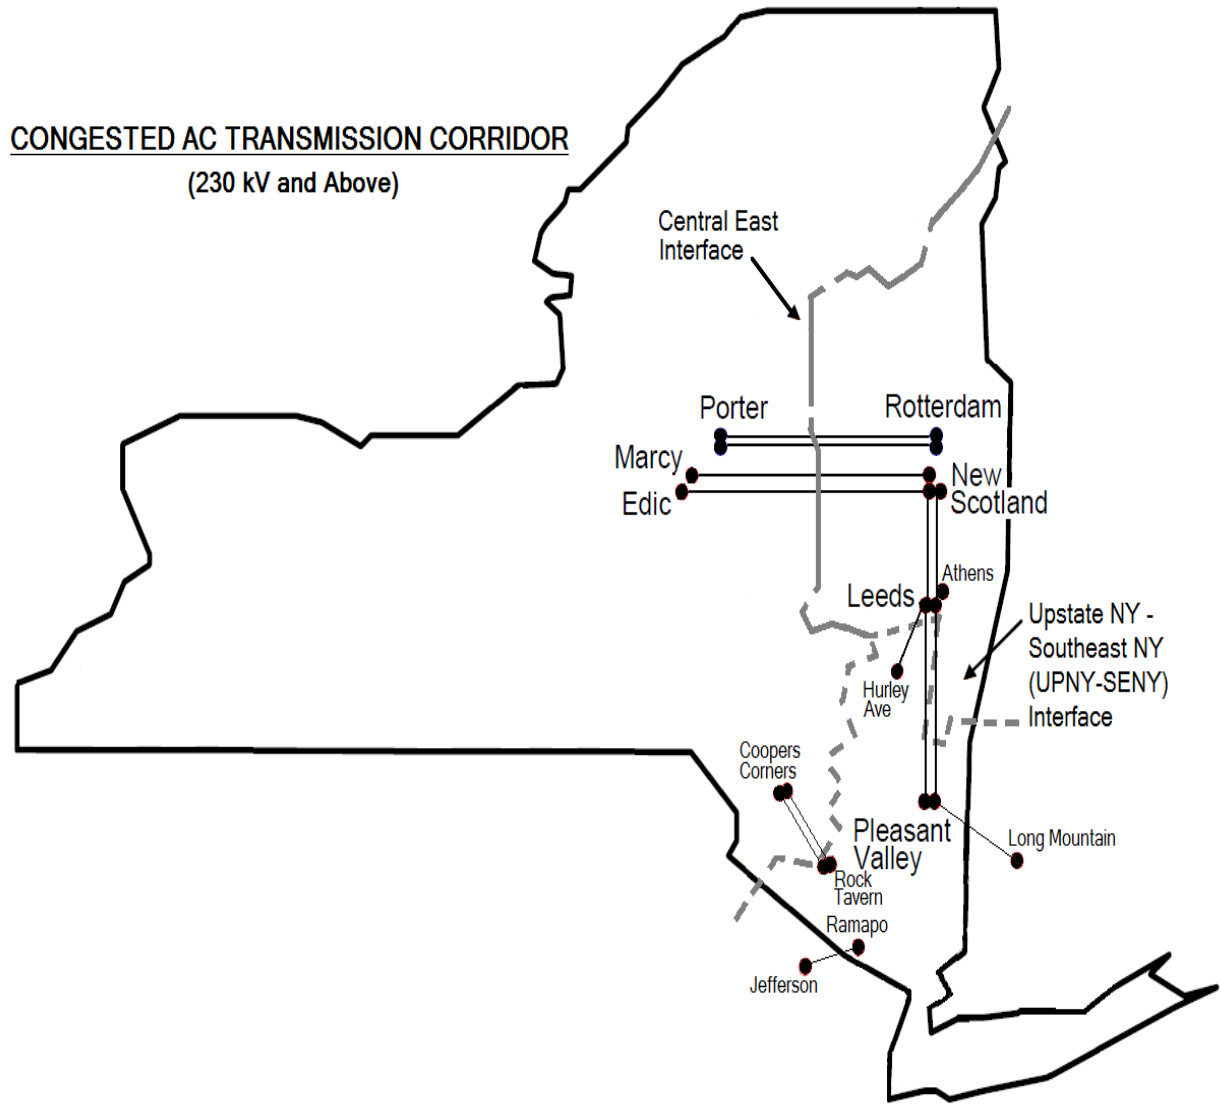 CONGESTED AC TRANSMISSION CORRIDOR
(230 kV and Above)
Central East
Interface
Porter
Rotterdam
Marcy
New
Edic
Scotland
Athens
Leeds
Upstate NY -
Southeast NY
(UPNY-SENY)
Interface
Hurley
Ave
Coopers
Corners
Pleasant
Valley
Long Mountain
Rock
Tavern
Ramapo
Jefferson